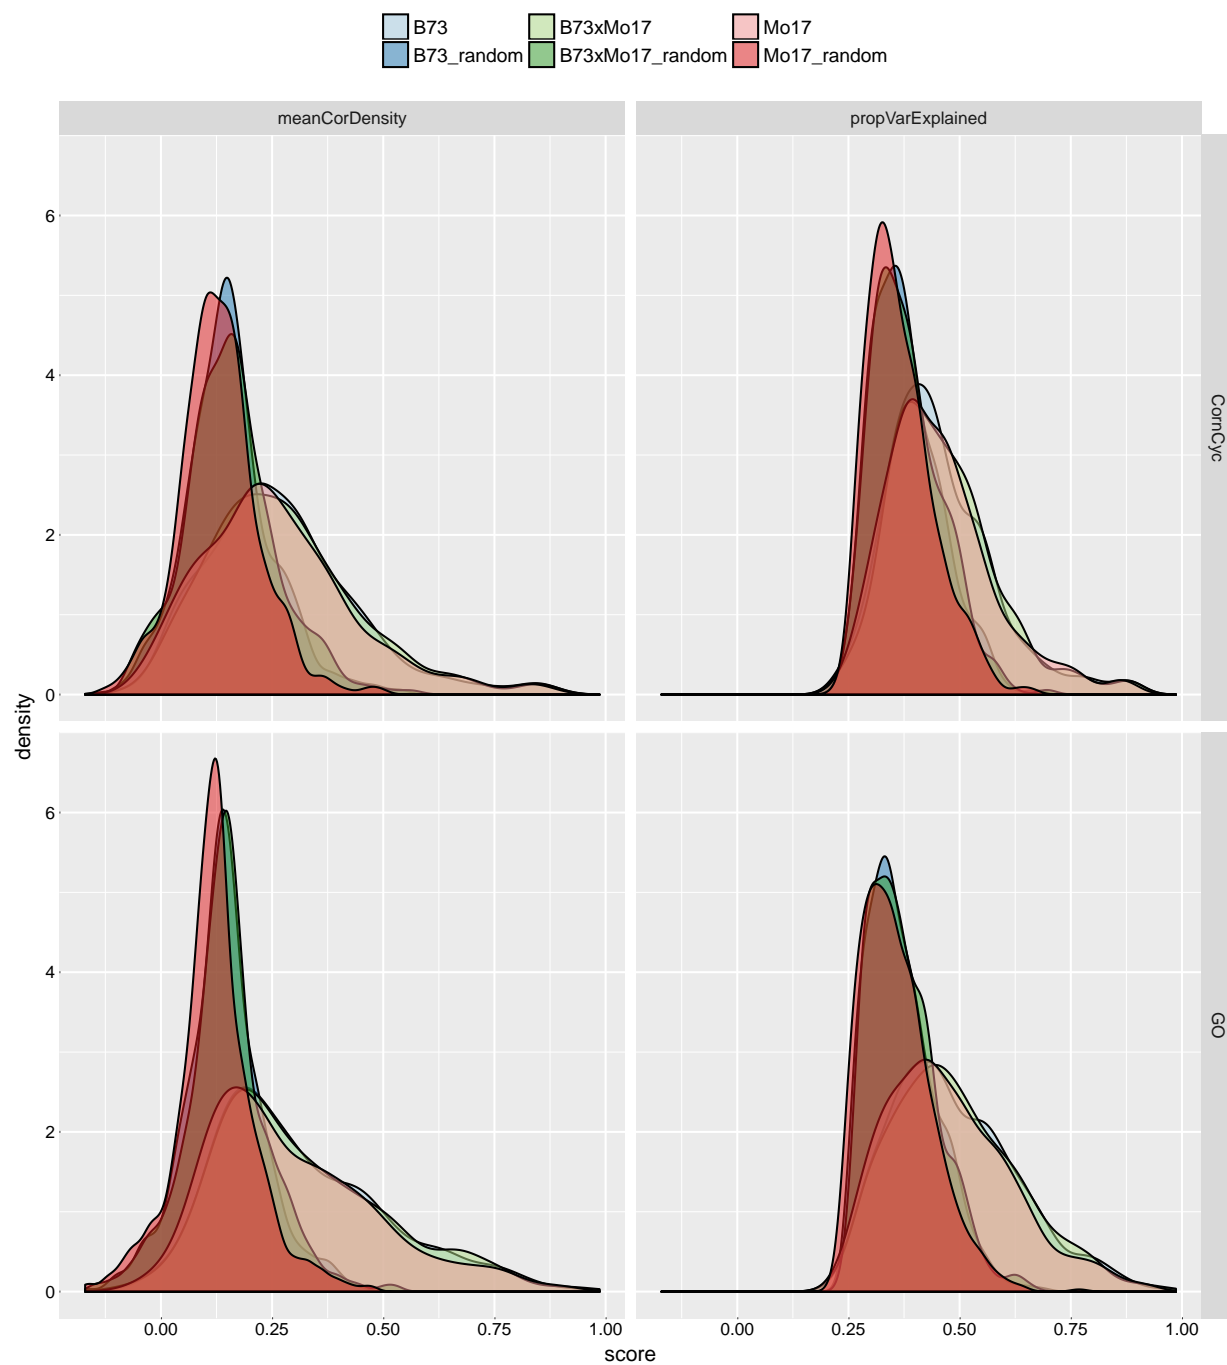 B73 B73xMo17 Mo17
B73_random B73xMo17_random Mo17_random
meanCorDensity propVarExplained
6
4
2
0
CornCyc
density
6
4
2
0
GO
0.00 0.25 0.50 0.75 1.00 0.00 0.25 0.50 0.75 1.00
score